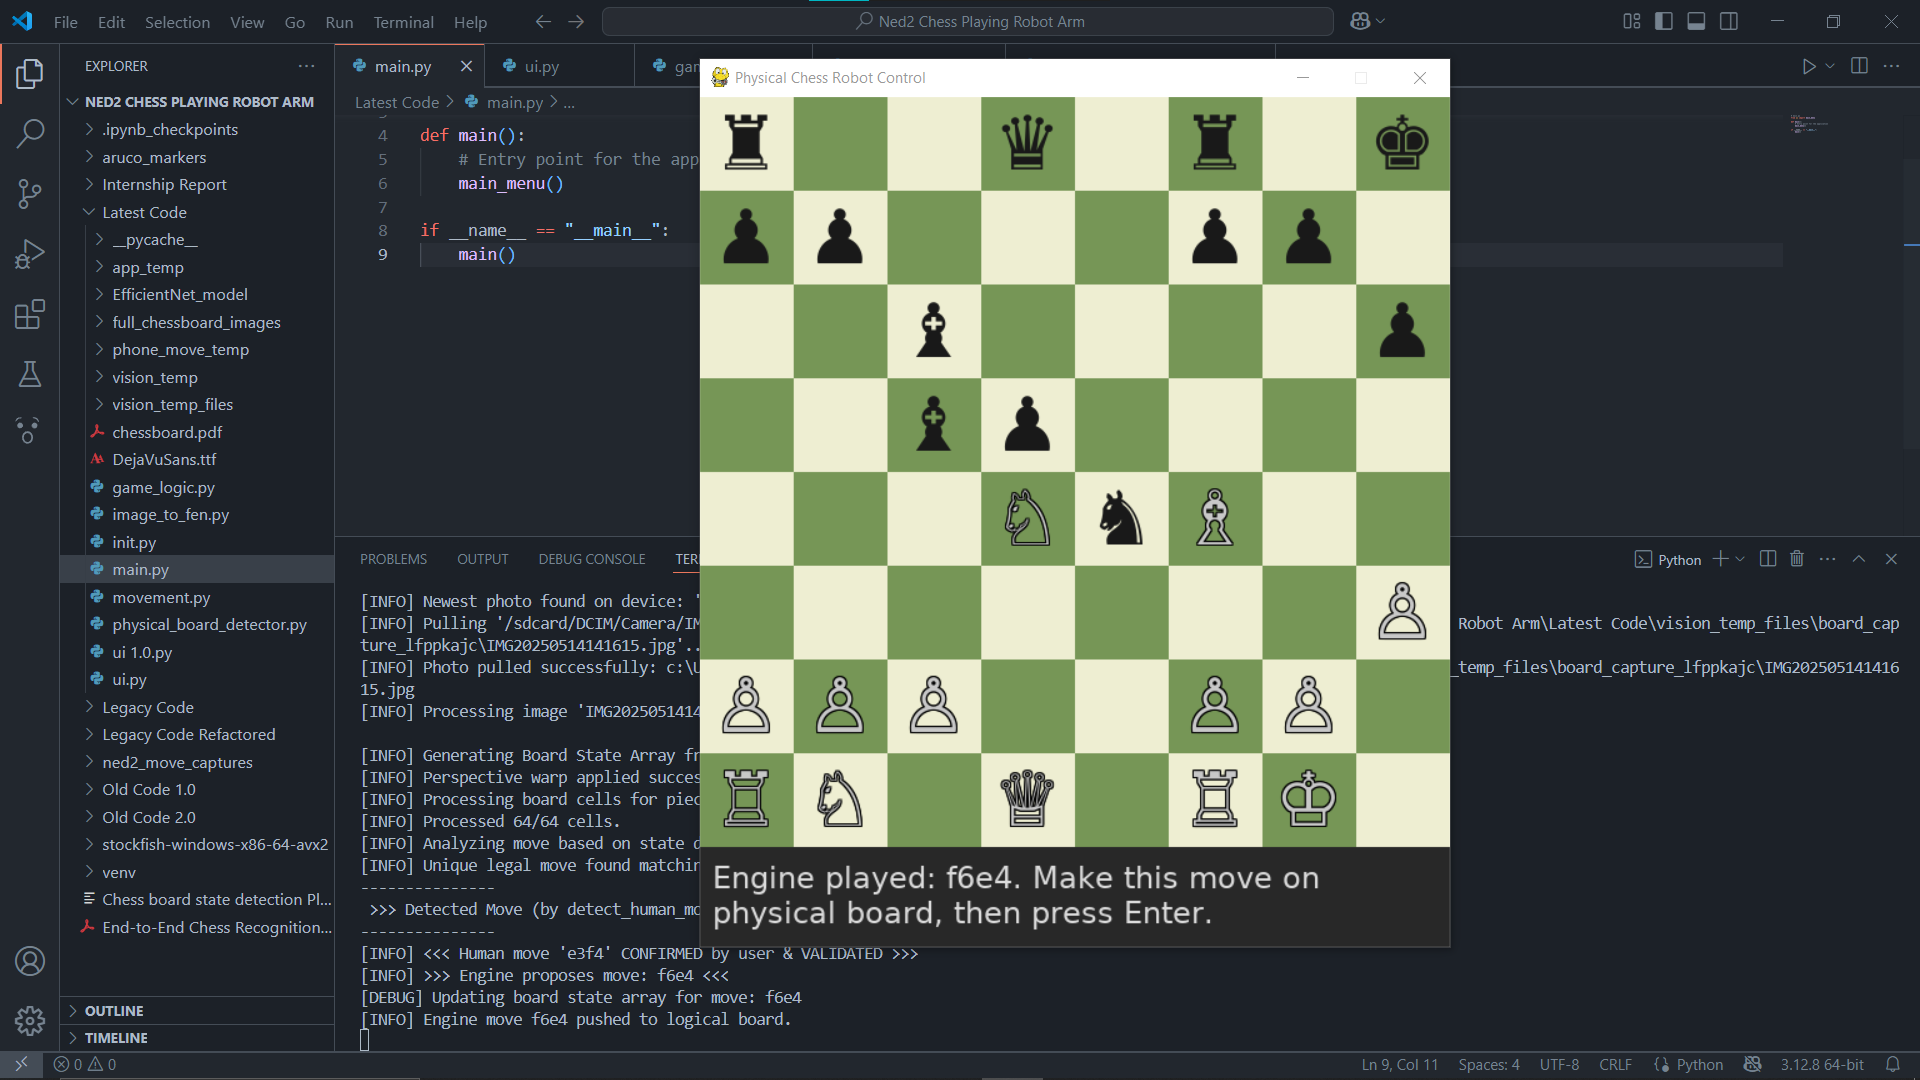 File Edit Selection View Go Run Terminal Help
Ned2 Chess Playing Robot Arm
EXPLORER
NED2 CHESS PLAYING ROBOT ARM
.ipynb_checkpoints
aruco_markers
Internship Report
Latest Code
__pycache__
app_temp
EfficientNet_model
full_chessboard_images
phone_move_temp
vision_temp
vision_temp_files
chessboard.pdf
DejaVuSans.ttf
game_logic.py
image_to_fen.py
init.py
main.py
movement.py
physical_board_detector.py
ui 1.0.py
ui.py
Legacy Code
Legacy Code Refactored
ned2_move_captures
Old Code 1.0
Old Code 2.0
stockfish-windows-x86-64-avx2
venv
Chess board state detection Pl...
End-to-End Chess Recognition...
OUTLINE
TIMELINE
main.py
ui.py
gam
Latest Code > main.py > ...
4 def main():
5 # Entry point for the app
6 main_menu()
7
8 if __name__ == "__main__":
9 main()
Physical Chess Robot Control
Engine played: f6e4. Make this move on
physical board, then press Enter.
PROBLEMS OUTPUT DEBUG CONSOLE TER
Python
[INFO] Newest photo found on device: '
[INFO] Pulling '/sdcard/DCIM/Camera/IM Robot Arm\Latest Code\vision_temp_files\board_cap
ture_lfppkajc\IMG20250514141615.jpg'..
[INFO] Photo pulled successfully: c:\U _temp_files\board_capture_lfppkajc\IMG202505141416
15.jpg
[INFO] Processing image 'IMG2025051414
[INFO] Generating Board State Array fr
[INFO] Perspective warp applied succes
[INFO] Processing board cells for piec
[INFO] Processed 64/64 cells.
[INFO] Analyzing move based on state d
[INFO] Unique legal move found matchin
---------------
>>> Detected Move (by detect_human_mo
---------------
[INFO] <<< Human move 'e3f4' CONFIRMED by user & VALIDATED >>>
[INFO] >>> Engine proposes move: f6e4 <<<
[DEBUG] Updating board state array for move: f6e4
[INFO] Engine move f6e4 pushed to logical board.
0 0
Ln 9, Col 11 Spaces: 4 UTF-8 CRLF Python 3.12.8 64-bit